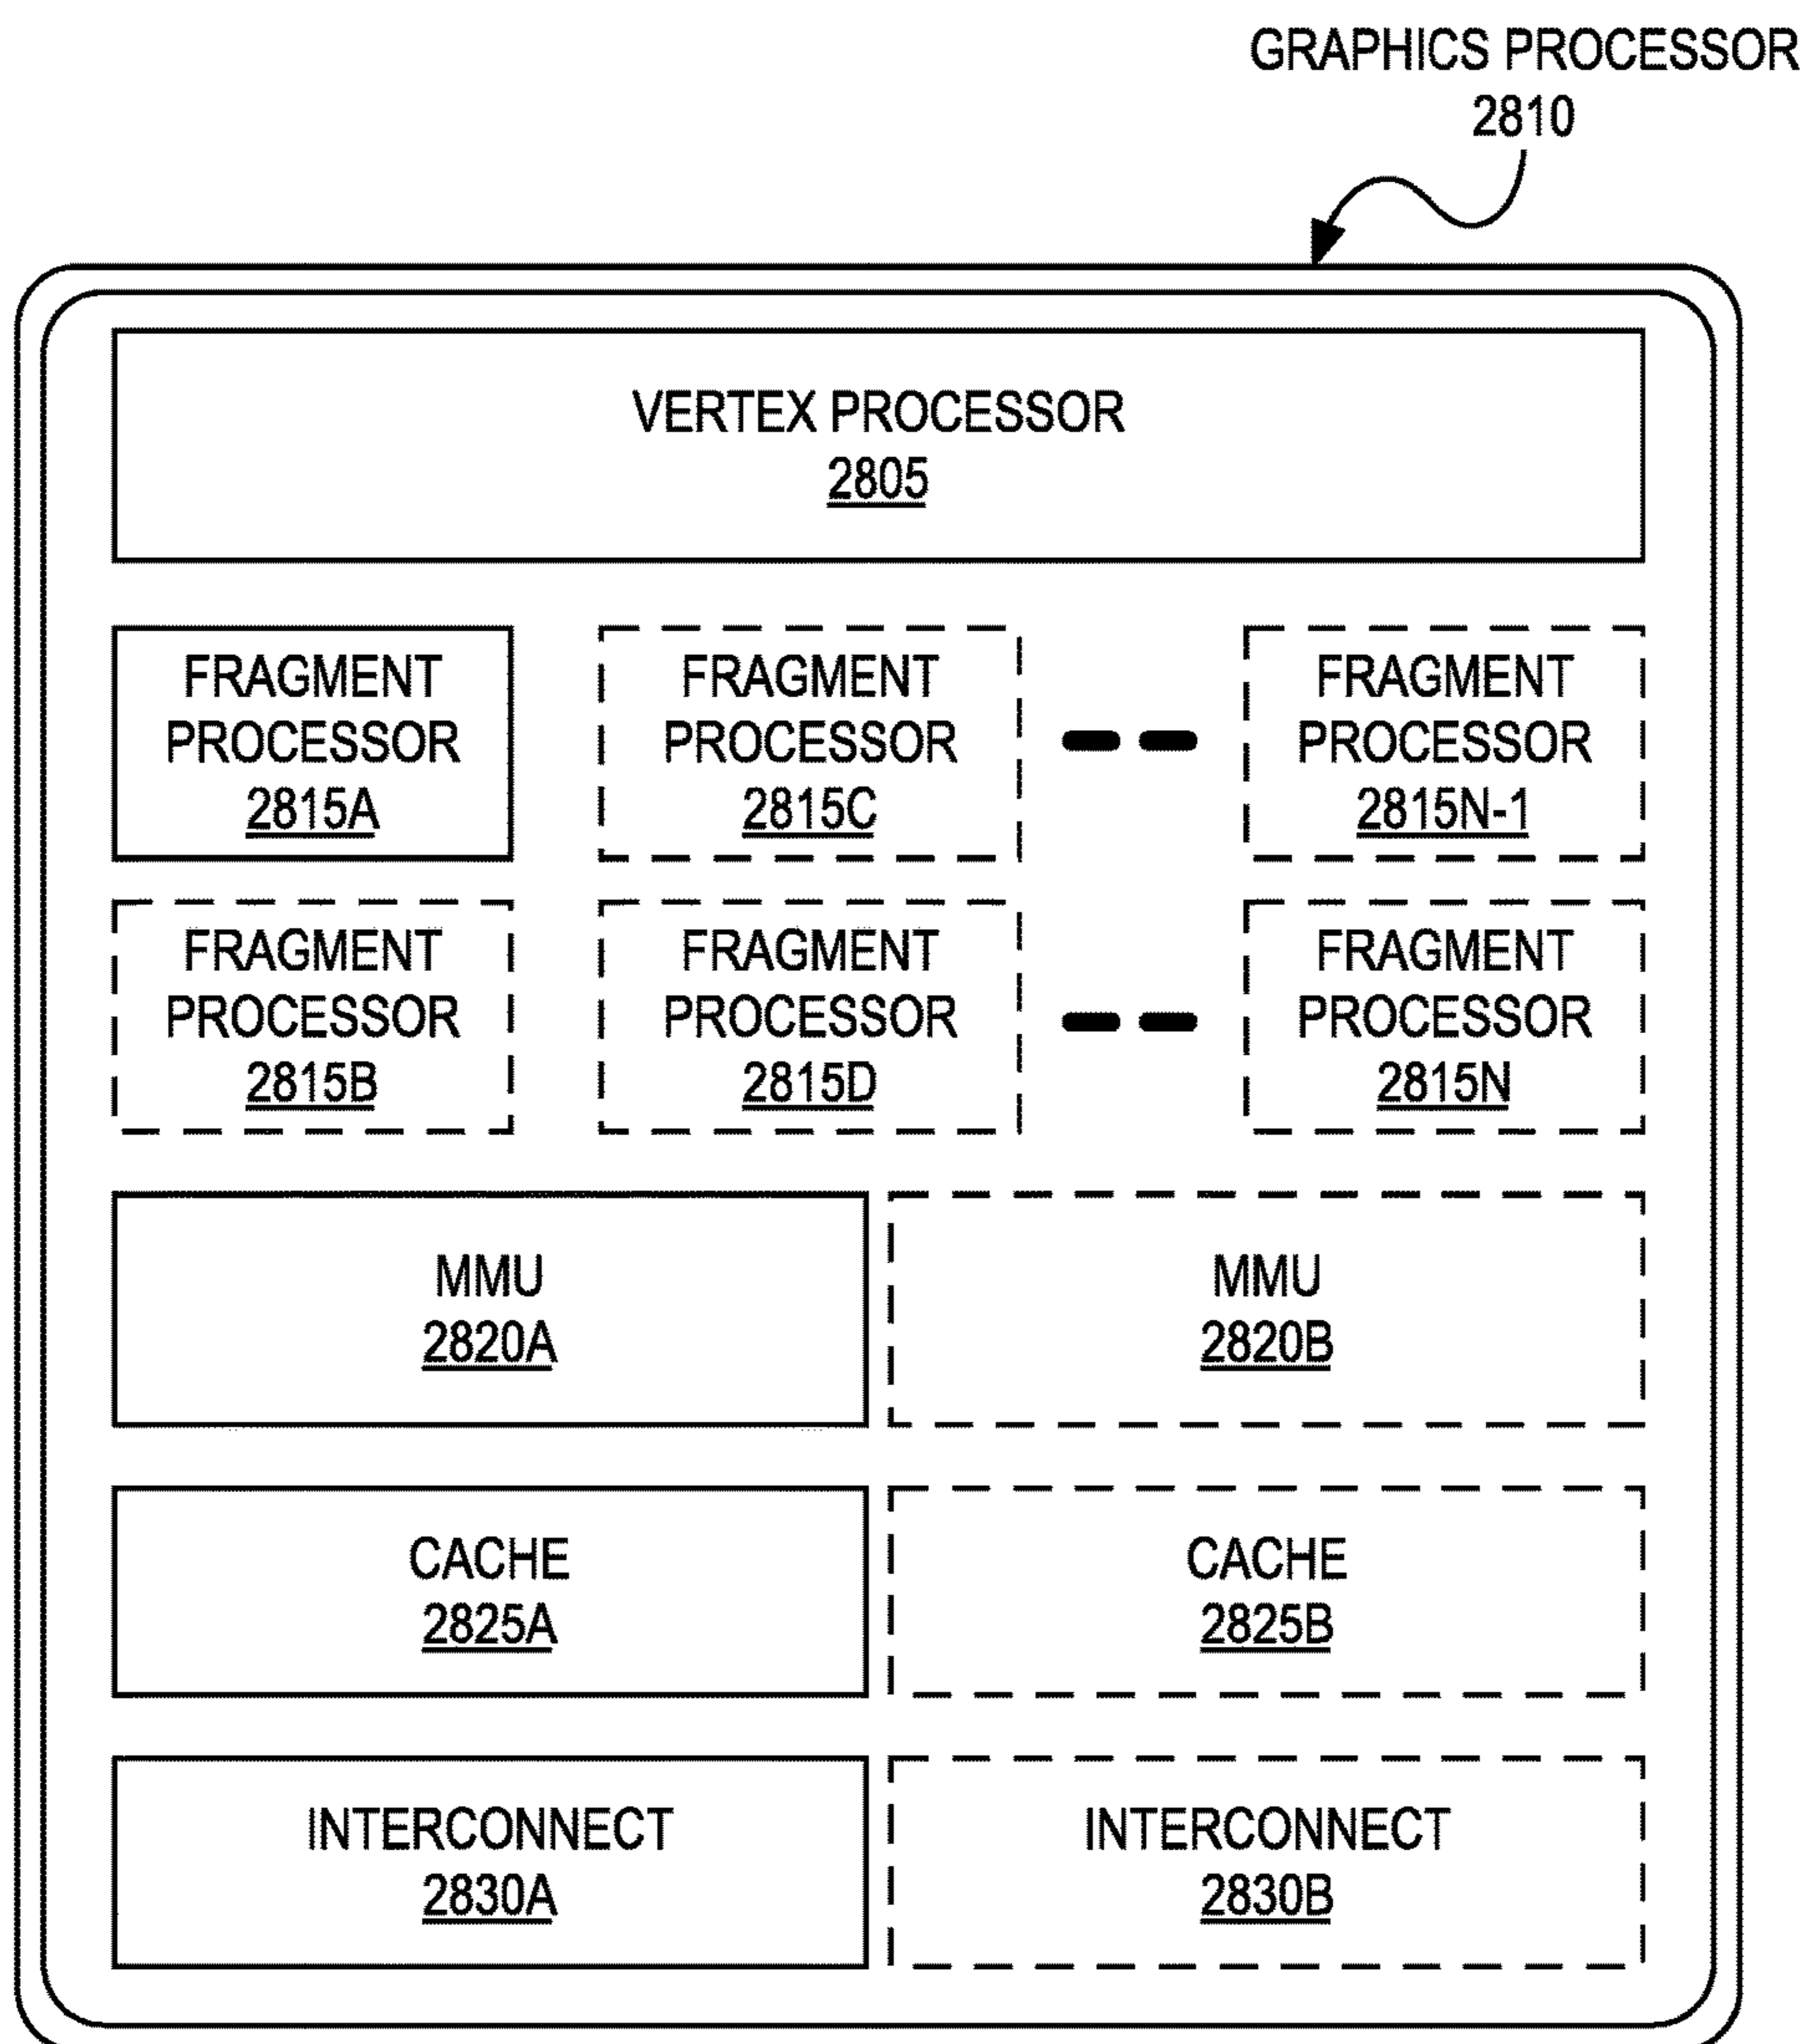 GRAPHICS PROCESSOR
2810
VERTEX PROCESSOR
2805
FRAGMENT
PROCESSOR
2815A
FRAGMENT
PROCESSOR
2815C
FRAGMENT
PROCESSOR
2815N-1
FRAGMENT
PROCESSOR
2815B
FRAGMENT
PROCESSOR
2815D
FRAGMENT
PROCESSOR
2815N
MMU
2820A
MMU
2820B
CACHE
2825A
CACHE
2825B
INTERCONNECT
2830A
INTERCONNECT
2830B